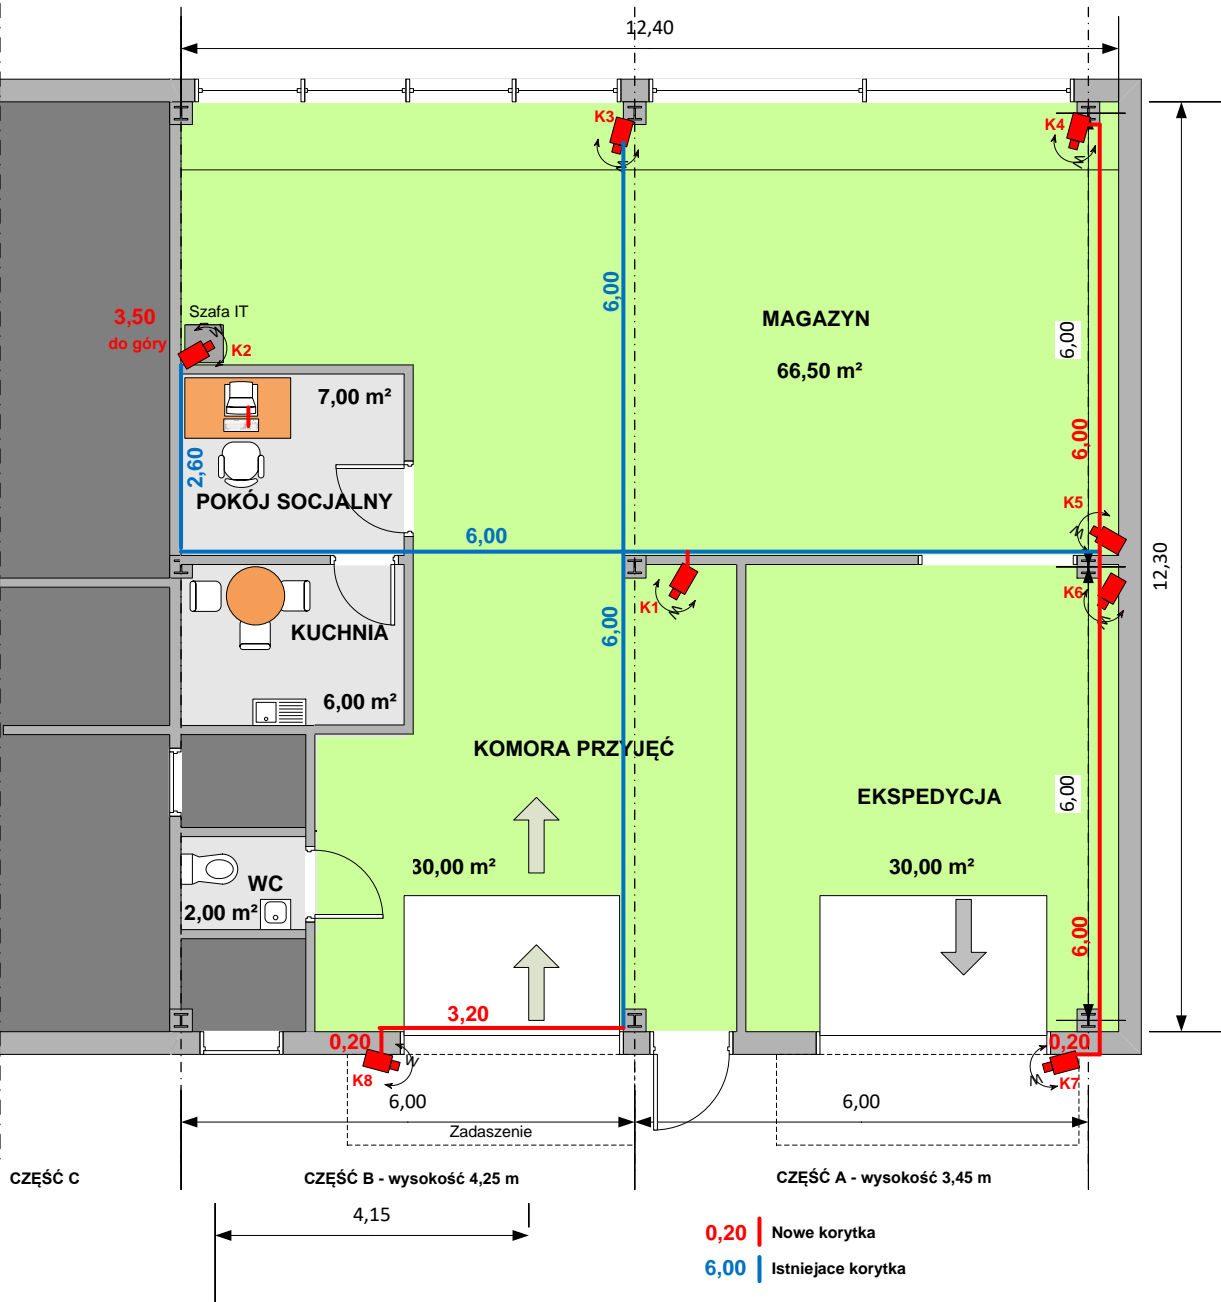 12,40
K3
K4
6,00
Szafa IT
3,50
do góry
K2
MAGAZYN
66,50 m²
6,00
7,00 m²
6,00
2,60
POKÓJ SOCJALNY
K5
6,00
12,30
K1
K6
6,00
KUCHNIA
6,00 m²
KOMORA PRZYJĘĆ
6,00
EKSPEDYCJA
30,00 m²
30,00 m²
WC
2,00 m²
6,00
3,20
0,20
0,20
W
K8
W
K7
6,00
6,00
Zadaszenie
CZĘŚĆ C
CZĘŚĆ B - wysokość 4,25 m
CZĘŚĆ A - wysokość 3,45 m
4,15
0,20 Nowe korytka
6,00 Istniejace korytka